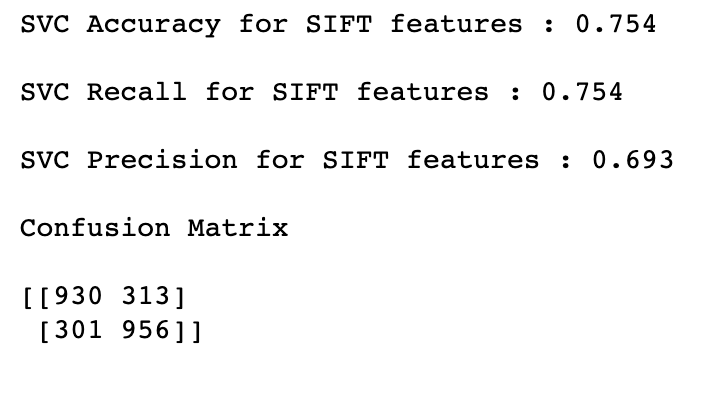 SVC Accuracy for SIFT features : 0.754
SVC Recall for SIFT features : 0.754
SVC Precision for SIFT features : 0.693
Confusion Matrix
[[930 313]
 [301 956]]